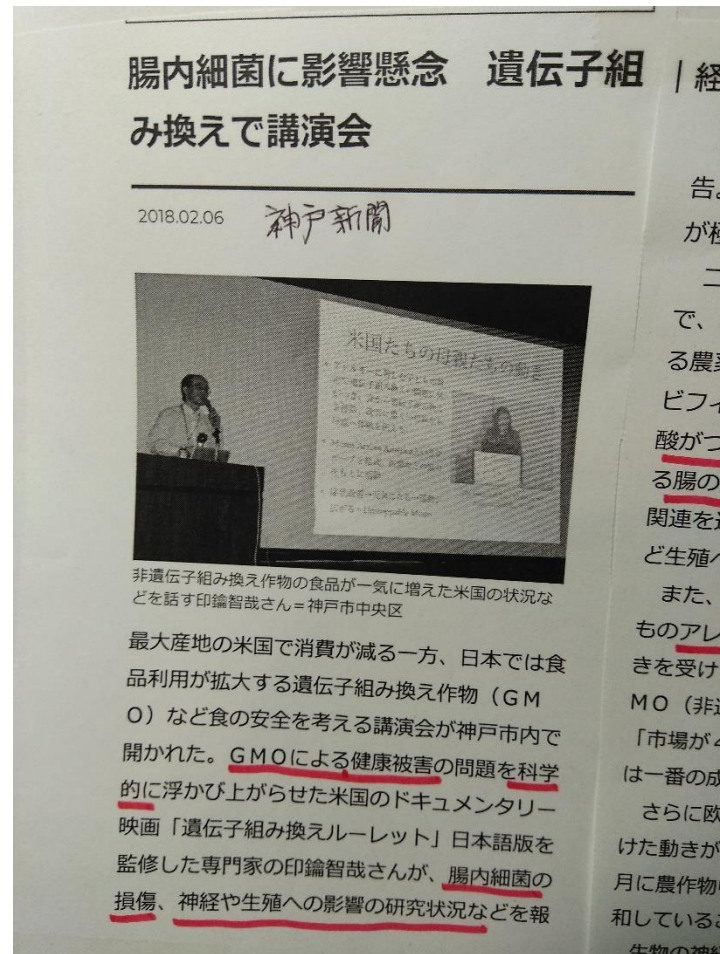 腸内細菌に影響懸念　遺伝子組
み換えで講演会
2018.02.06 神戸新聞
米国たちの母親たちの動き
非遺伝子組み換え作物の食品が一気に増えた米国の状況な
どを話す印鑰智哉さん＝神戸市中央区
最大産地の米国で消費が減る一方、日本では食
品利用が拡大する遺伝子組み換え作物（ＧＭ
Ｏ）など食の安全を考える講演会が神戸市内で
開かれた。ＧＭＯによる健康被害の問題を科学
的に浮かび上がらせた米国のドキュメンタリー
映画「遺伝子組み換えルーレット」日本語版を
監修した専門家の印鑰智哉さんが、腸内細菌の
損傷、神経や生殖への影響の研究状況などを報
｜経
告
が
で、
る農
ビフィ
酸がつ
る腸の
関連を
ど生殖
また、
ものアレ
きを受け
ＭＯ（非
「市場が
は一番の成
さらに欧
けた動きが
月に農作物
和している
生物の神経